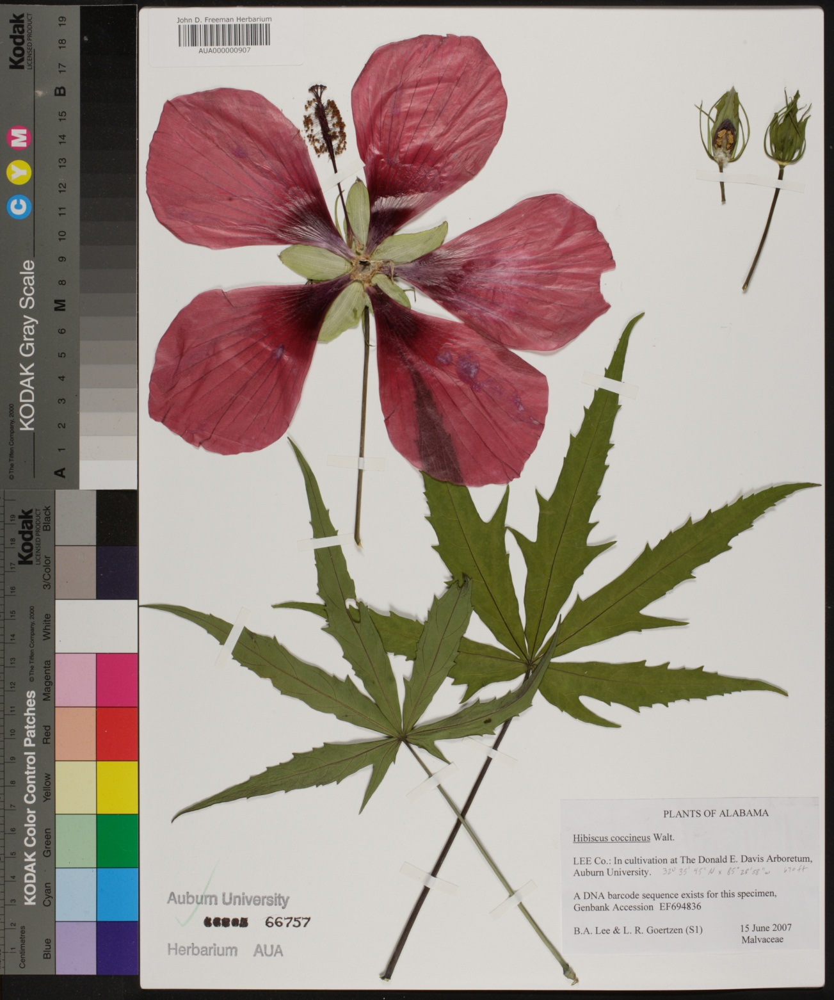 John D. Freeman Herbarium
AUA000000907
Kodak
LICENSED PRODUCT
KODAK Gray Scale
© The Tiffen Company, 2000
C Y M
A 1 2 3 4 5 6 M 8 9 10 11 12 13 14 15 B 17 18 19
Kodak
LICENSED PRODUCT
KODAK Color Control Patches
© The Tiffen Company, 2000
Centimetres
1 2 3 4 5 6 7 8 9 10 11 12 13 14 15 16 17 18 19
Blue Cyan Green Yellow Red Magenta White 3/Color Black
PLANTS OF ALABAMA
Hibiscus coccineus Walt.
LEE Co.: In cultivation at The Donald E. Davis Arboretum,
Auburn University. 32° 35' 45" N x 85° 28' 58" W 670 ft
A DNA barcode sequence exists for this specimen,
Genbank Accession EF694836
B.A. Lee & L. R. Goertzen (S1) 15 June 2007
Malvaceae
Auburn University
66757
Herbarium AUA